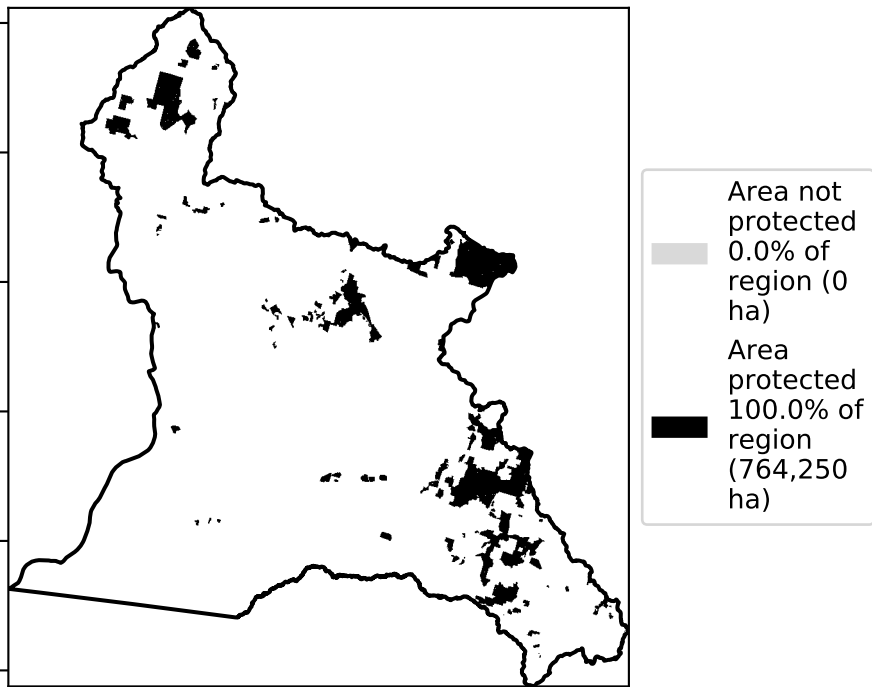 Area not
protected
0.0% of
region (0
ha)
Area
protected
100.0% of
region
(764,250
ha)